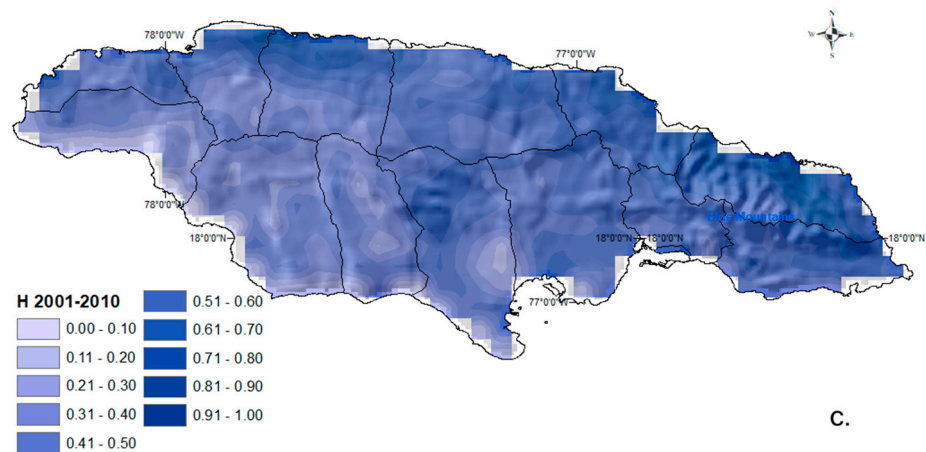 N
W E
S
78°0'0"W
77°0'0"W
Blue Mountains
78°0'0"W
18°0'0"N
18°0'0"N
18°0'0"N
18°0'0"N
77°0'0"W
H 2001-2010
0.00 - 0.10
0.11 - 0.20
0.21 - 0.30
0.31 - 0.40
0.41 - 0.50
0.51 - 0.60
0.61 - 0.70
0.71 - 0.80
0.81 - 0.90
0.91 - 1.00
C.